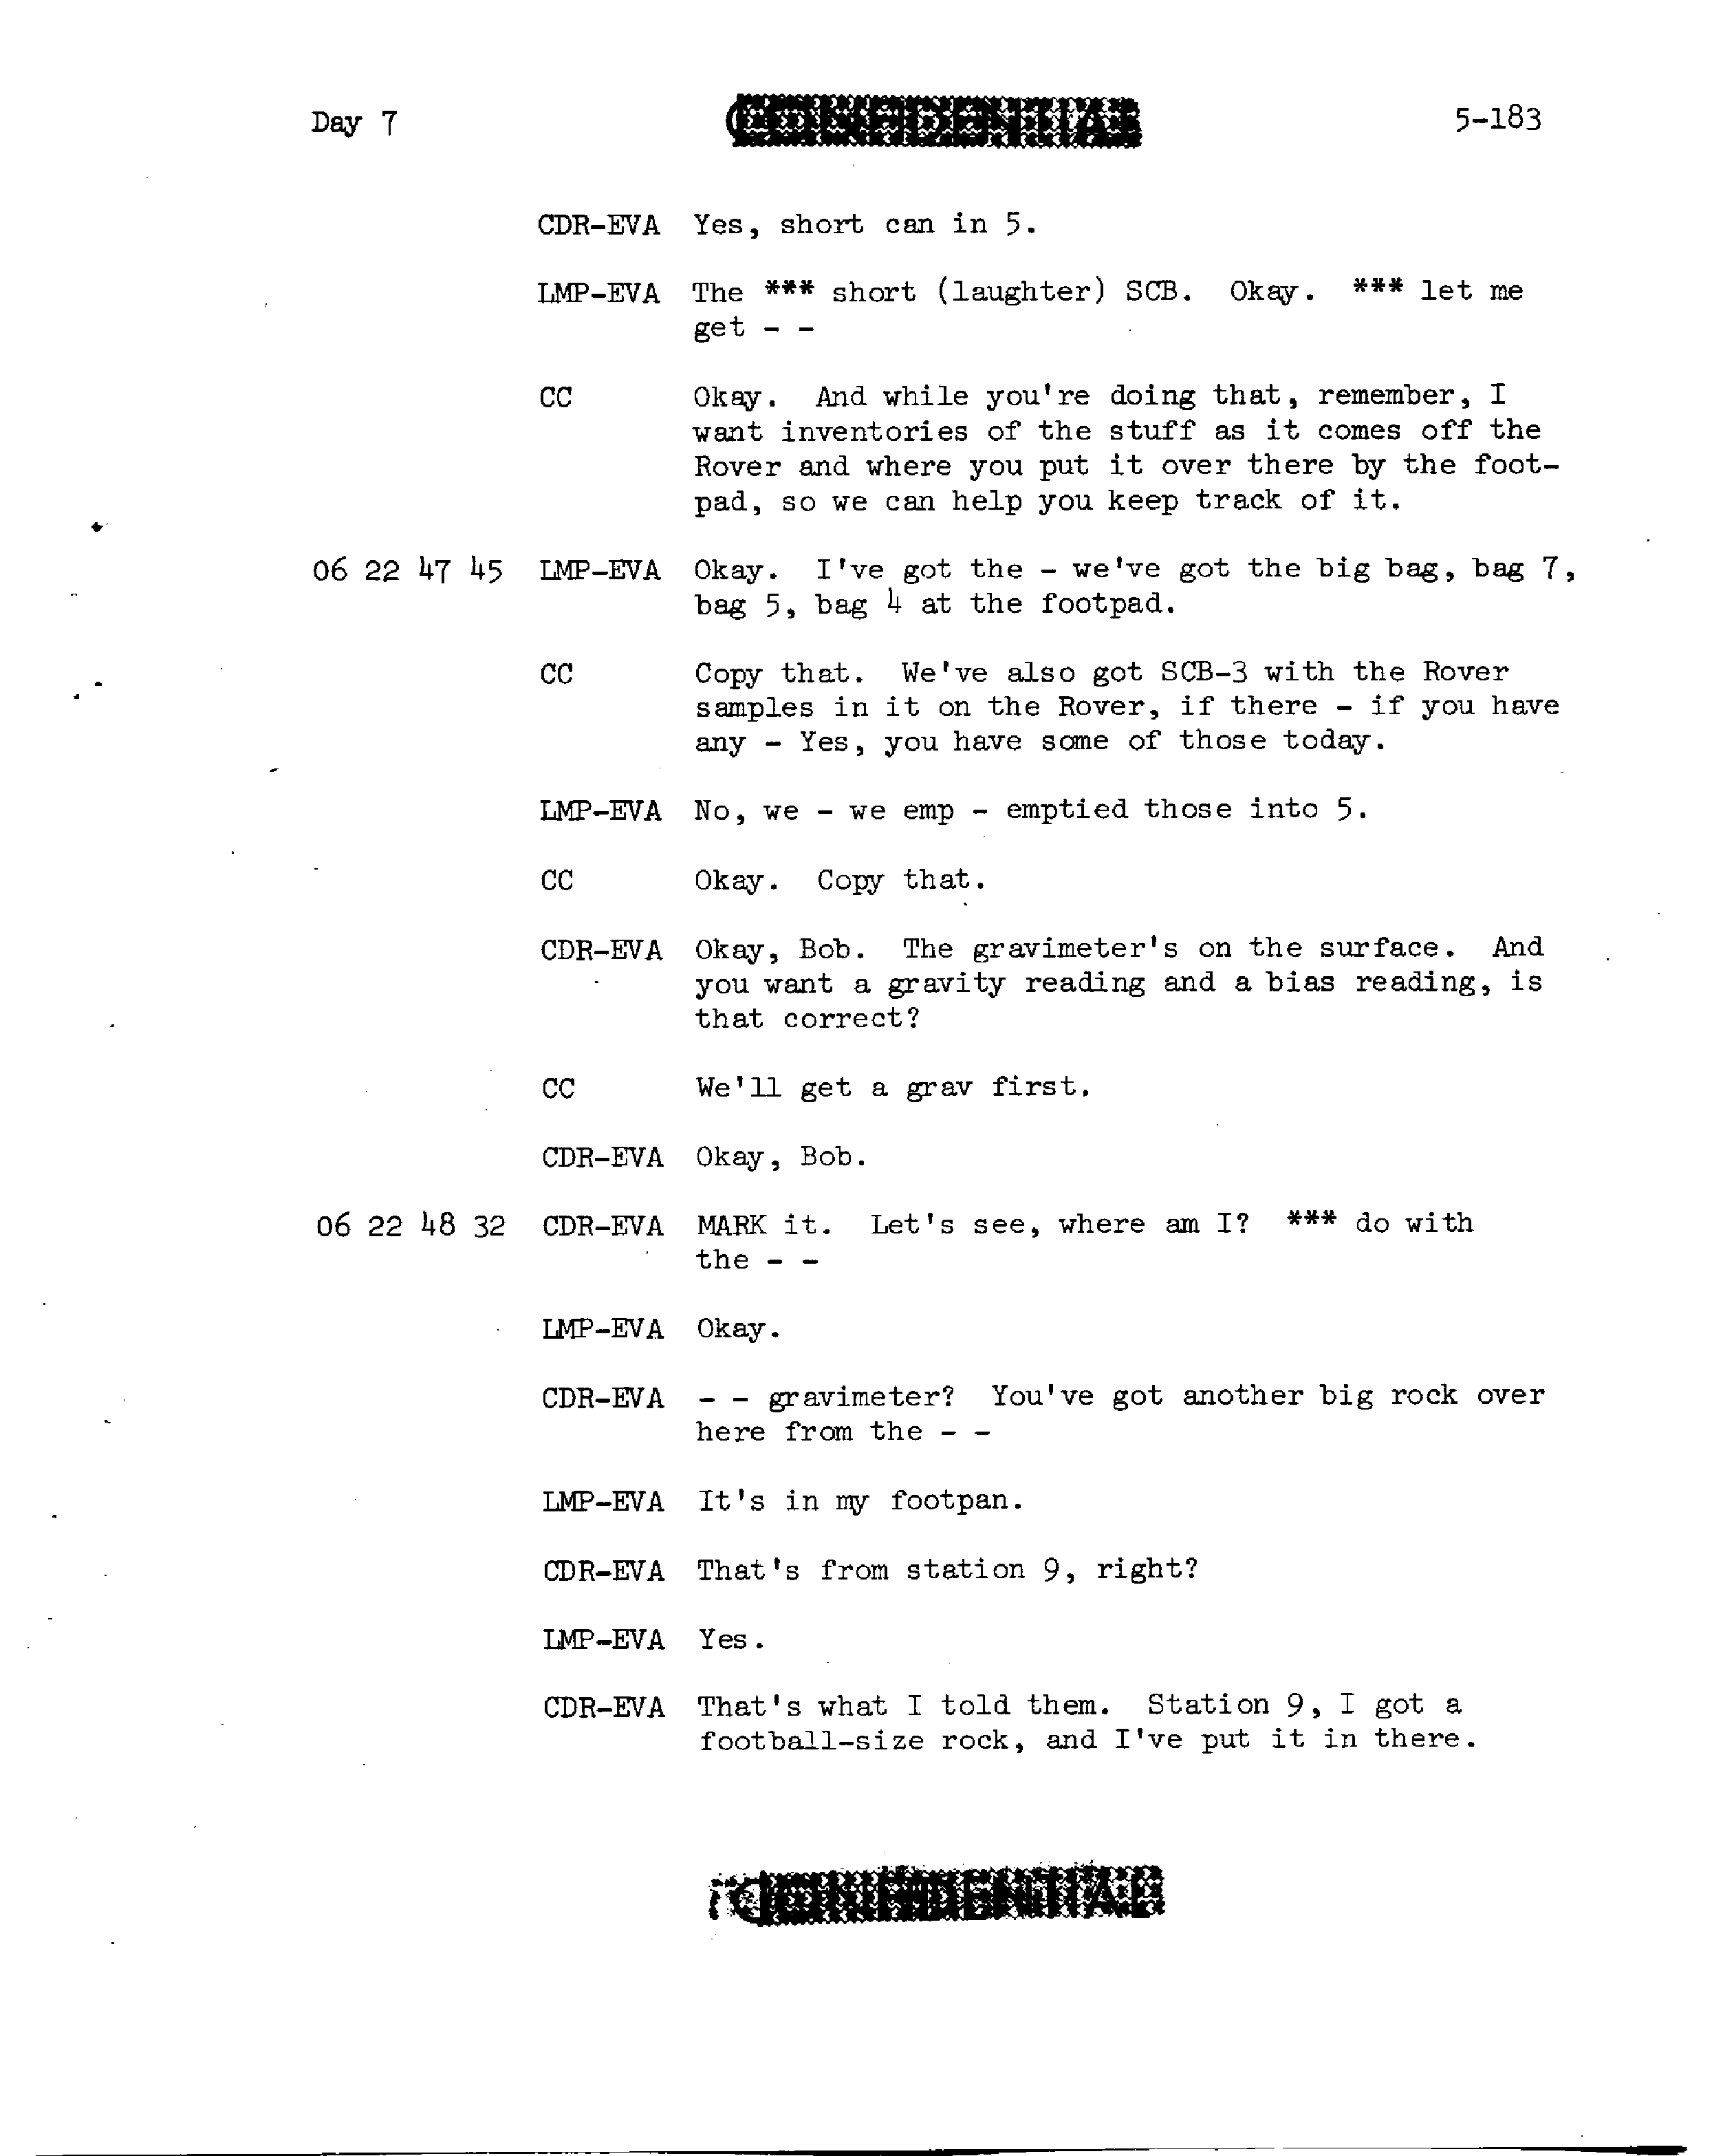 Day 7
CONFIDENTIAL
5-183
CDR-EVA Yes, short can in 5.
LMP-EVA The *** short (laughter) SCB. Okay. *** let me
get - -
CC Okay. And while you're doing that, remember, I
want inventories of the stuff as it comes off the
Rover and where you put it over there by the foot-
pad, so we can help you keep track of it.
06 22 47 45 LMP-EVA Okay. I've got the - we've got the big bag, bag 7,
bag 5, bag 4 at the footpad.
CC Copy that. We've also got SCB-3 with the Rover
samples in it on the Rover, if there - if you have
any - Yes, you have some of those today.
LMP-EVA No, we - we emp - emptied those into 5.
CC Okay. Copy that.
CDR-EVA Okay, Bob. The gravimeter's on the surface. And
you want a gravity reading and a bias reading, is
that correct?
CC We'll get a grav first.
CDR-EVA Okay, Bob.
06 22 48 32 CDR-EVA MARK it. Let's see, where am I? *** do with
the - -
LMP-EVA Okay.
CDR-EVA - - gravimeter? You've got another big rock over
here from the - -
LMP-EVA It's in my footpan.
CDR-EVA That's from station 9, right?
LMP-EVA Yes.
CDR-EVA That's what I told them. Station 9, I got a
football-size rock, and I've put it in there.
CONFIDENTIAL